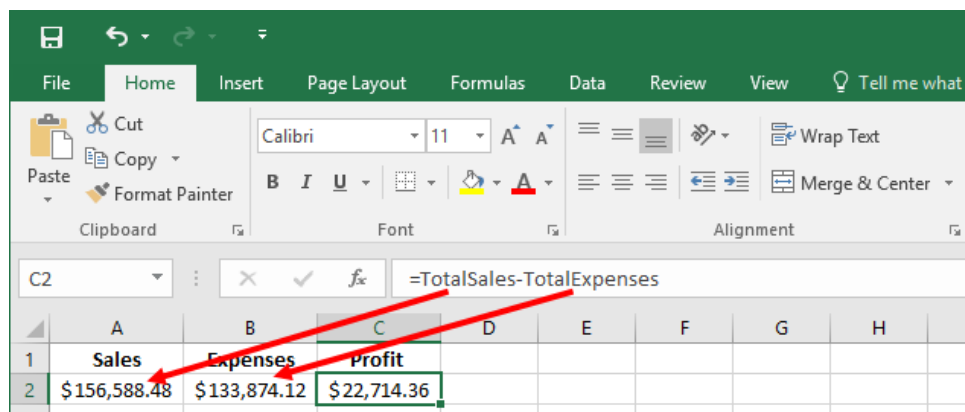 File Home Insert Page Layout Formulas Data Review View Tell me what
Cut
Calibri 11 A A Wrap Text
Copy
Paste
B I U A Merge & Center
Format Painter
Clipboard Font Alignment
C2 fx =TotalSales-TotalExpenses
A B C D E F G H
1 Sales Expenses Profit
2 $156,588.48 $133,874.12 $22,714.36